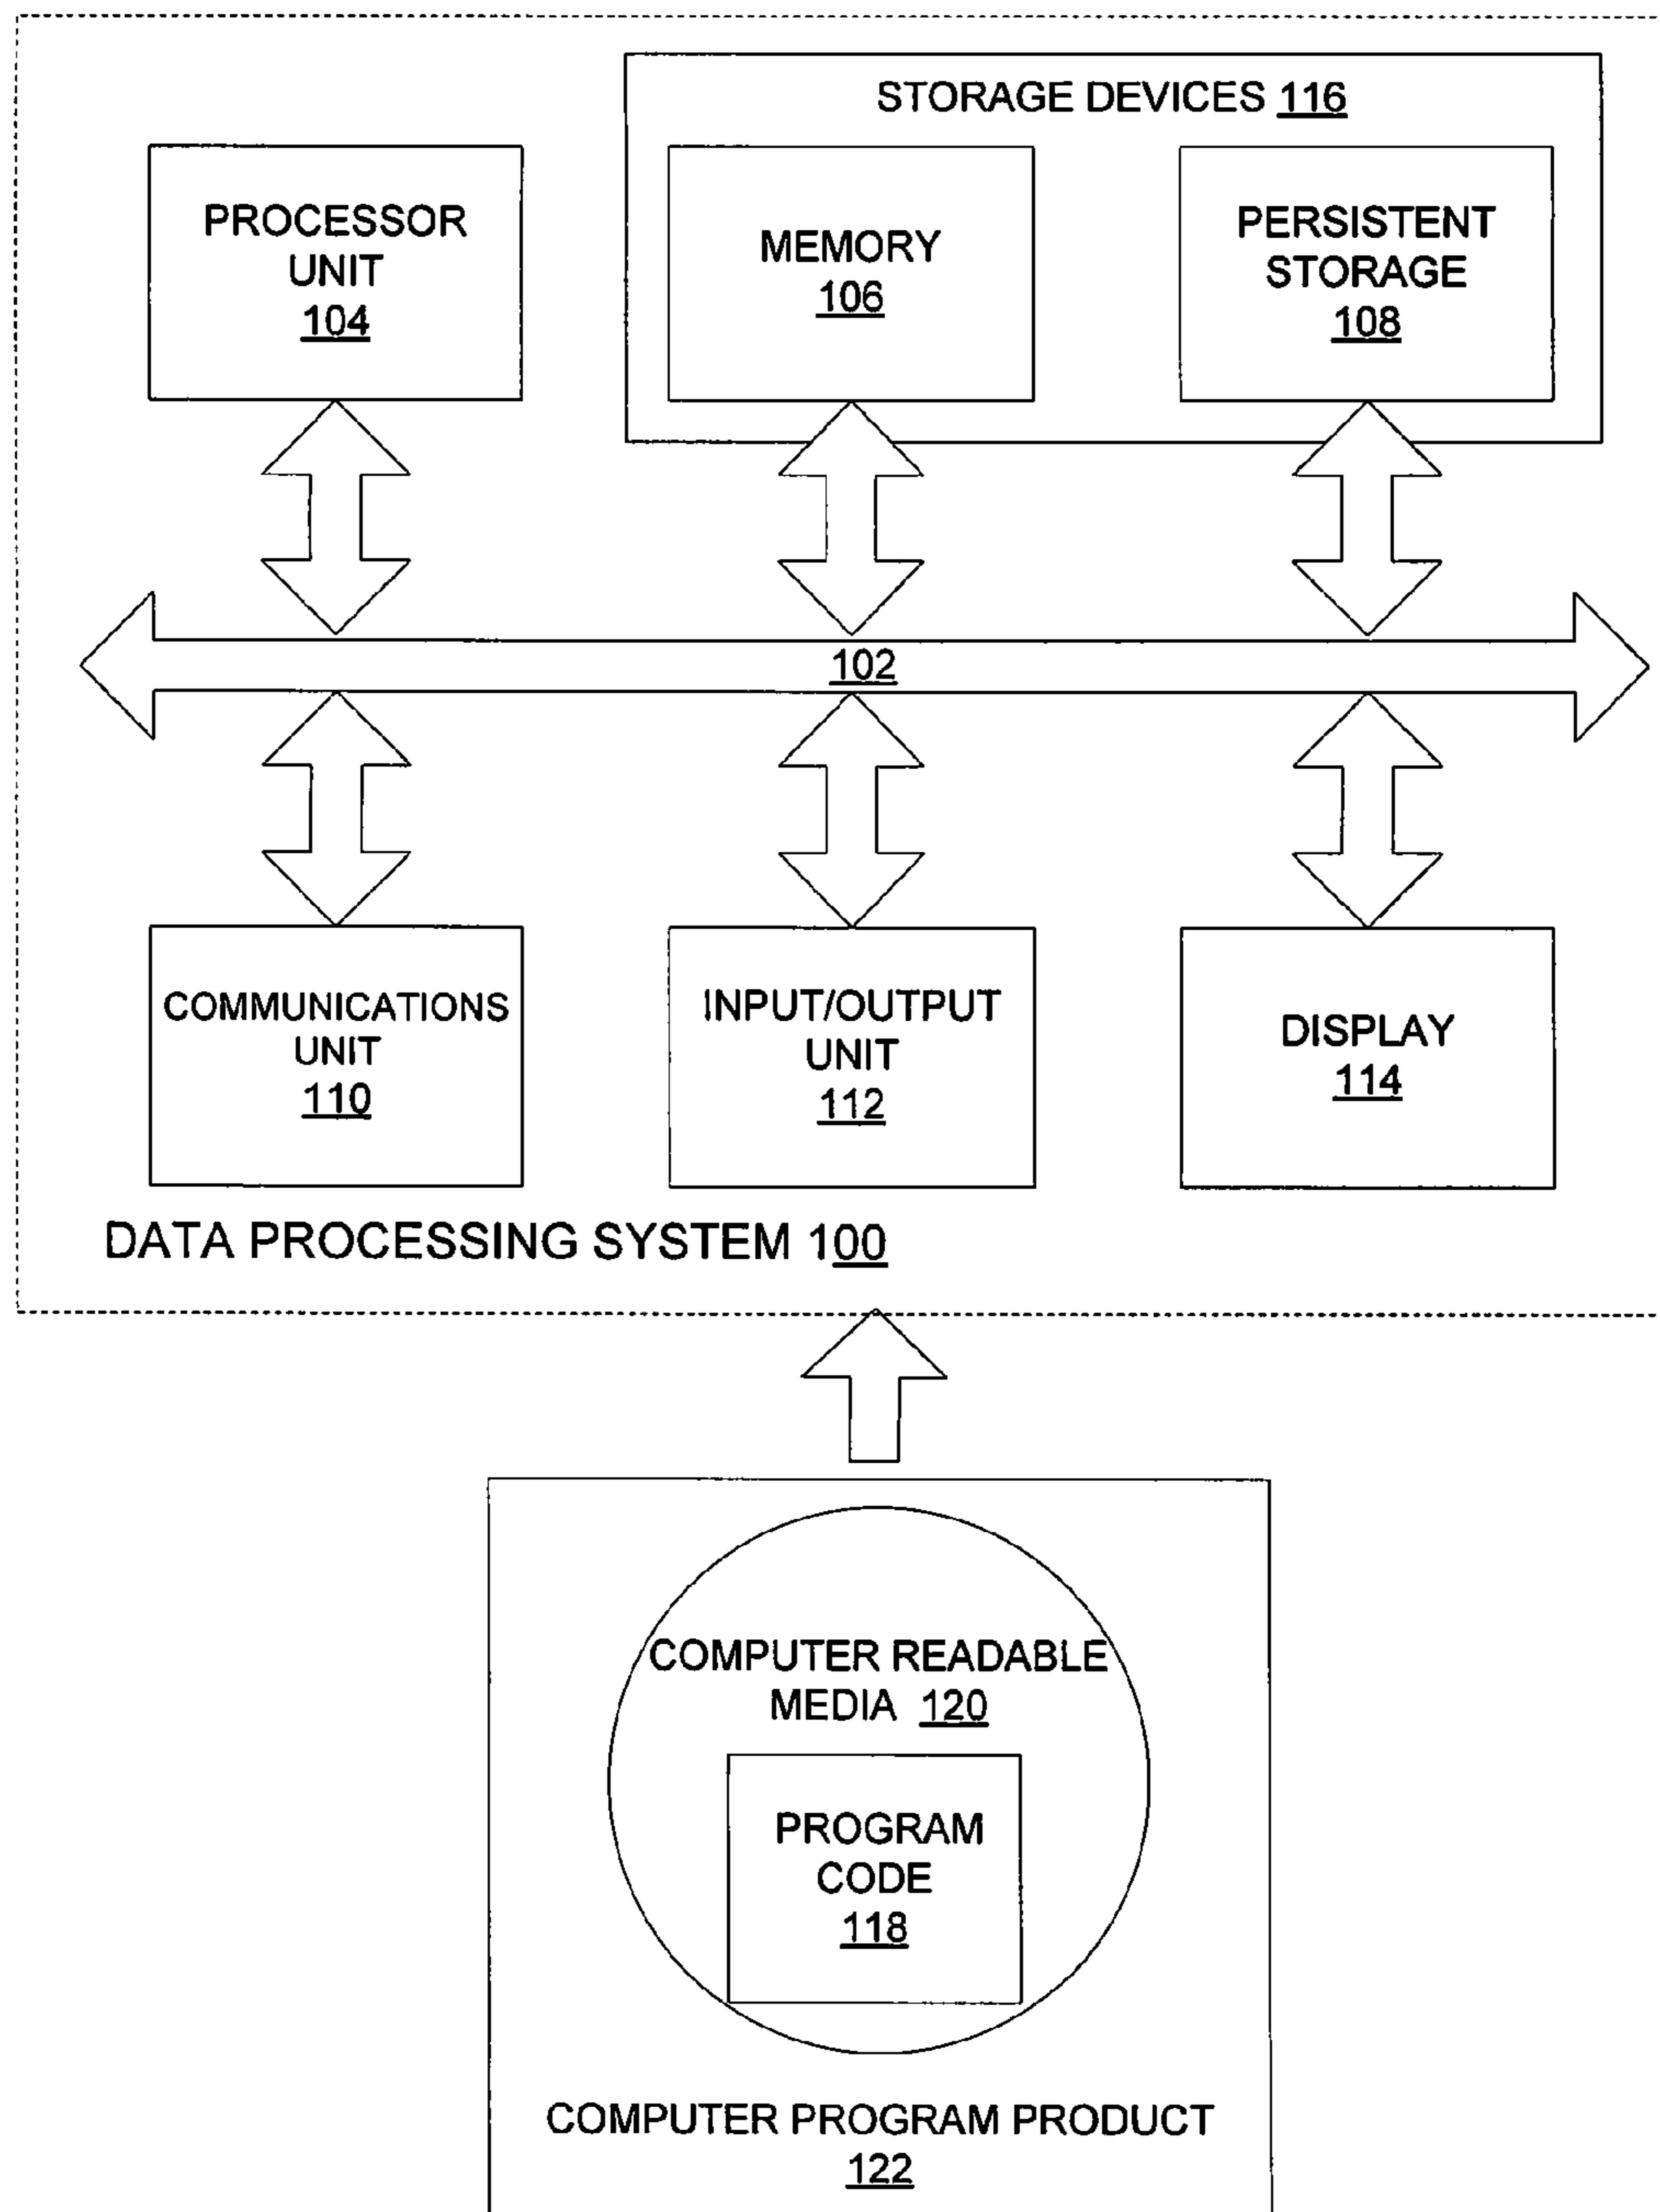 STORAGE DEVICES 116
PROCESSOR
UNIT
104
MEMORY
106
PERSISTENT
STORAGE
108
102
COMMUNICATIONS
UNIT
110
INPUT/OUTPUT
UNIT
112
DISPLAY
114
DATA PROCESSING SYSTEM 100
COMPUTER READABLE
MEDIA 120
PROGRAM
CODE
118
COMPUTER PROGRAM PRODUCT
122